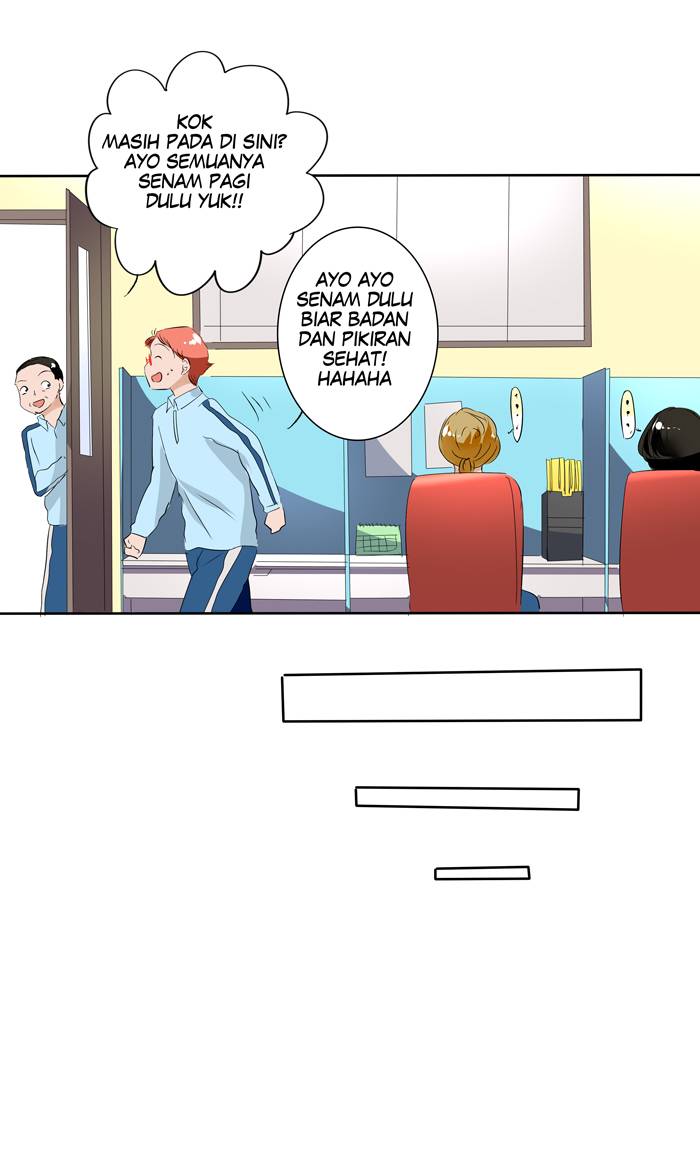 KOK
MASIH PADA DI SINI?
AYO SEMUANYA
SENAM PAGI
DULU YUK!!
AYO AYO
SENAM DULU
BIAR BADAN
DAN PIKIRAN
SEHAT!
HAHAHA